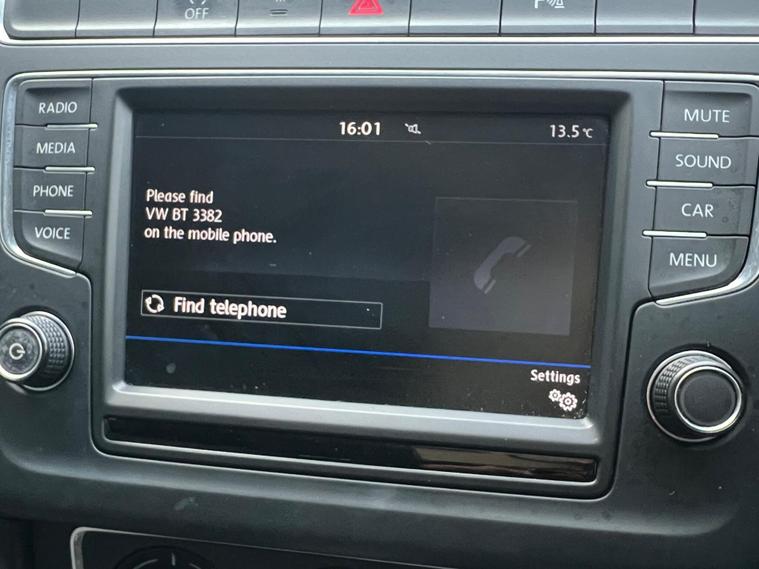 OFF
P
RADIO
MEDIA
PHONE
VOICE
16:01
13.5°C
Please find
VW BT 3382
on the mobile phone.
Find telephone
Settings
MUTE
SOUND
CAR
MENU